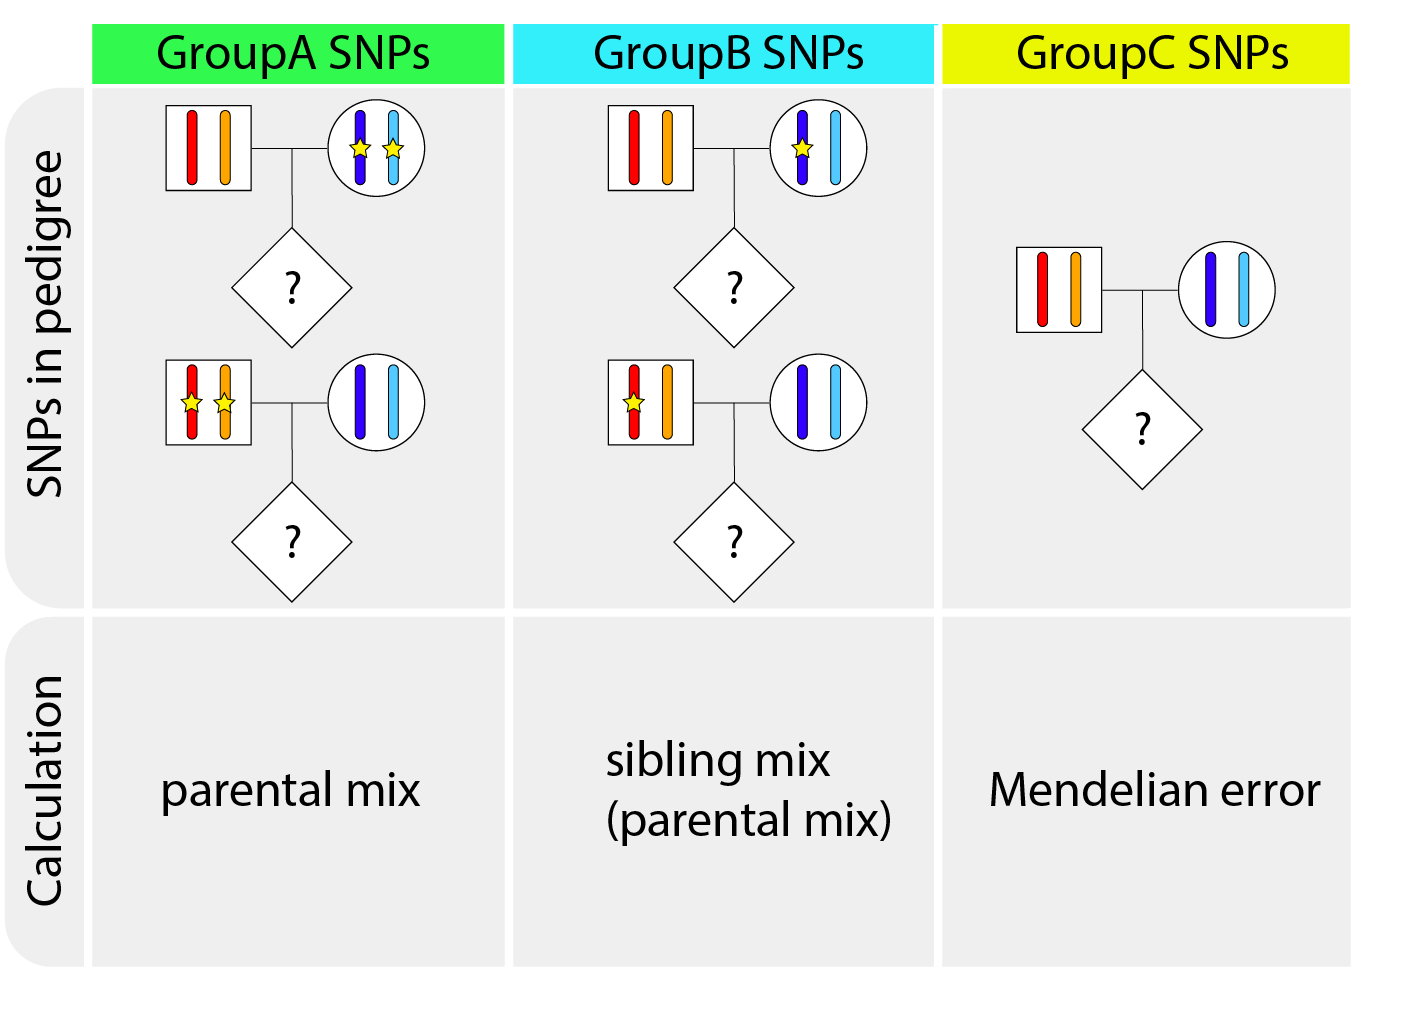 GroupA SNPs
GroupB SNPs
GroupC SNPs
SNPs in pedigree
?
?
?
?
?
Calculation
parental mix
sibling mix
(parental mix)
Mendelian error